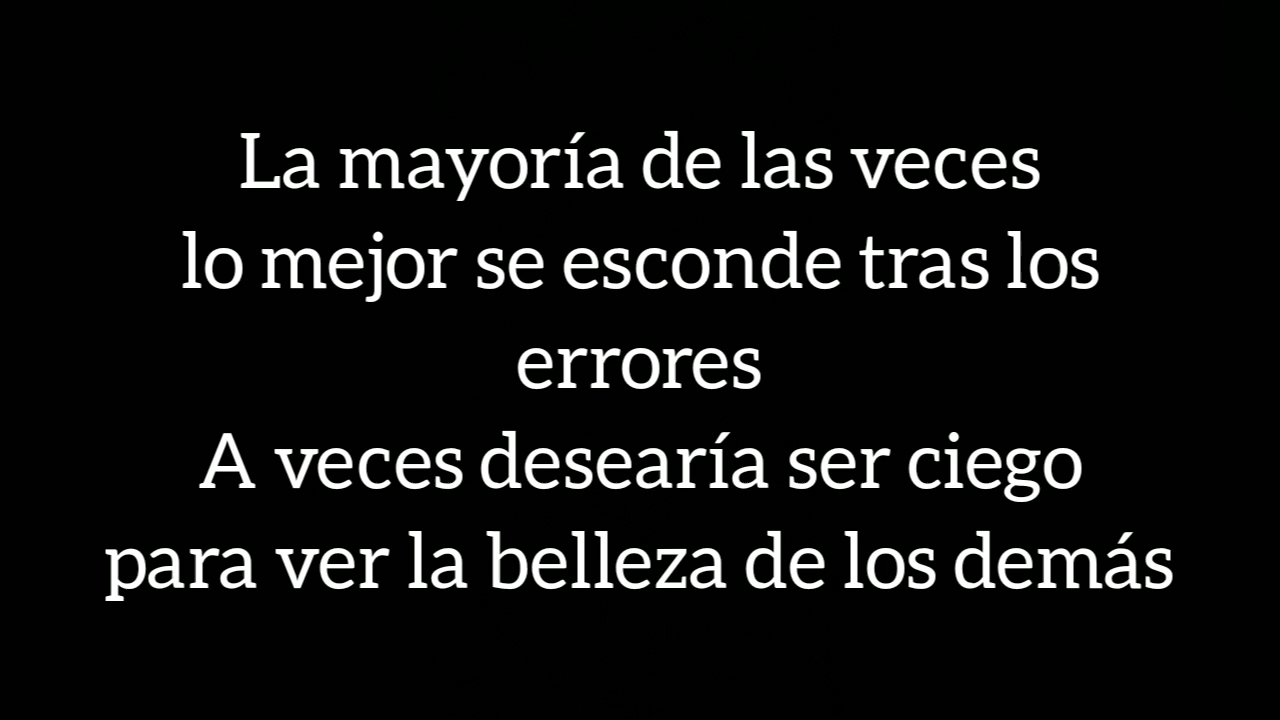 La mayoría de las veces
lo mejor se esconde tras los
errores
A veces desearía ser ciego
para ver la belleza de los demás